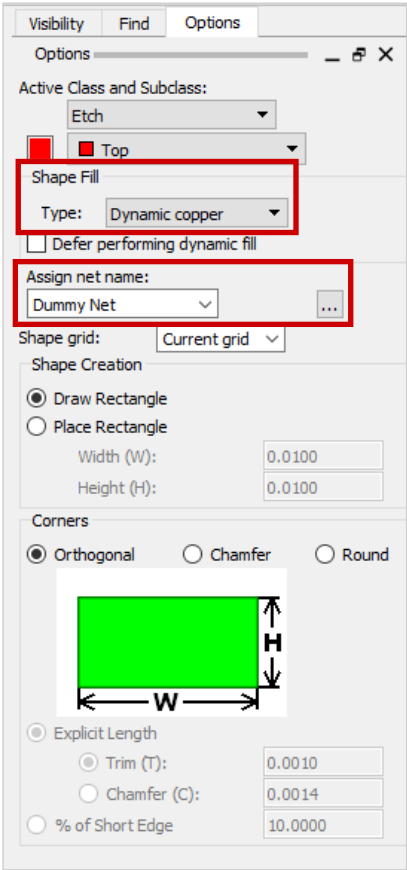 Visibility Find Options
Options
Active Class and Subclass:
Etch
Top
Shape Fill
Type: Dynamic copper
Defer performing dynamic fill
Assign net name:
Dummy Net ...
Shape grid: Current grid
Shape Creation
Draw Rectangle
Place Rectangle
Width (W): 0.0100
Height (H): 0.0100
Corners
Orthogonal Chamfer Round
H
W
Explicit Length
Trim (T): 0.0010
Chamfer (C): 0.0014
% of Short Edge 10.0000